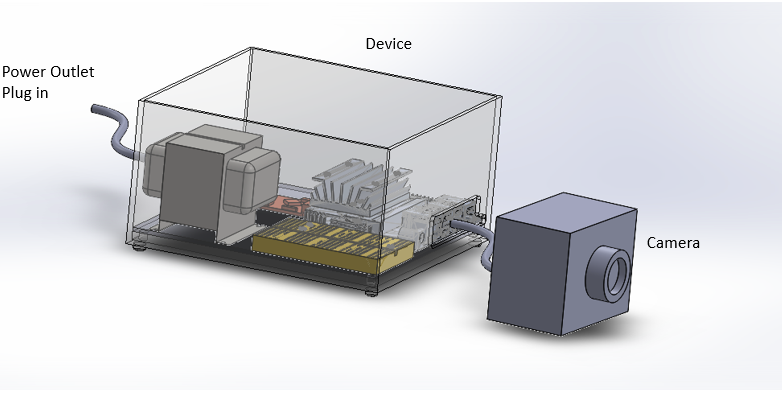 Device
Power Outlet
Plug in
Camera